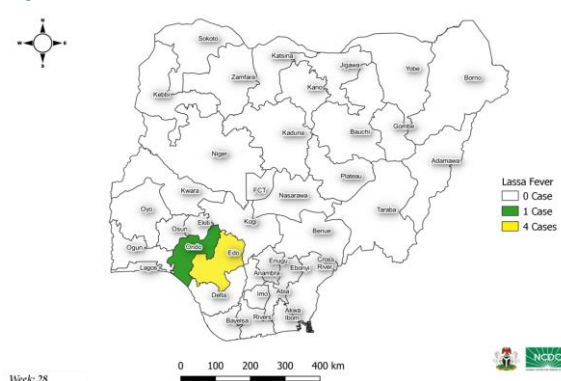 N
W E
S
Sokoto
Katsina
Jigawa
Yobe
Borno
Zamfara
Kano
Kebbi
Gombe
Kaduna
Bauchi
Niger
Adamawa
Plateau
FCT
Nasarawa
Kwara
Taraba
Oyo
Kogi
Ekiti
Osun
Benue
Ondo
Edo
Ogun
Enugu
Cross
River
Ebonyi
Lagos
Anambra
Delta
Imo
Abia
Akwa
Ibom
Rivers
Bayelsa
Lassa Fever
0 Case
1 Case
4 Cases
Week: 28
0 100 200 300 400 km
NCDC